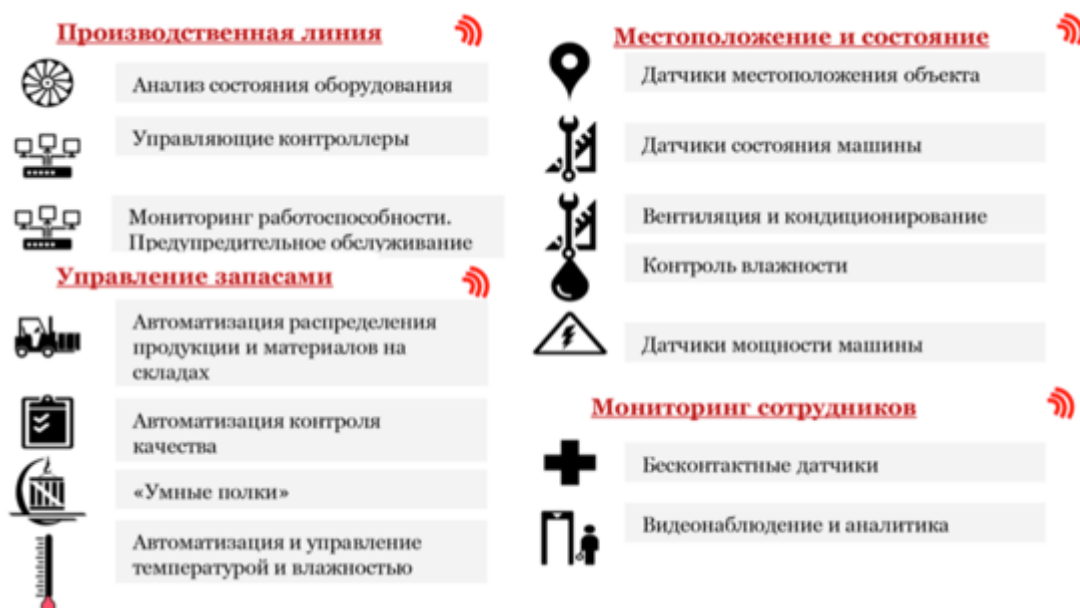 Производственная линия
Анализ состояния оборудования
Управляющие контроллеры
Мониторинг работоспособности.
Предупредительное обслуживание
Управление запасами
Автоматизация распределения
продукции и материалов на
складах
Автоматизация контроля
качества
«Умные полки»
Автоматизация и управление
температурой и влажностью
Местоположение и состояние
Датчики местоположения объекта
Датчики состояния машины
Вентиляция и кондиционирование
Контроль влажности
Датчики мощности машины
Мониторинг сотрудников
Бесконтактные датчики
Видеонаблюдение и аналитика